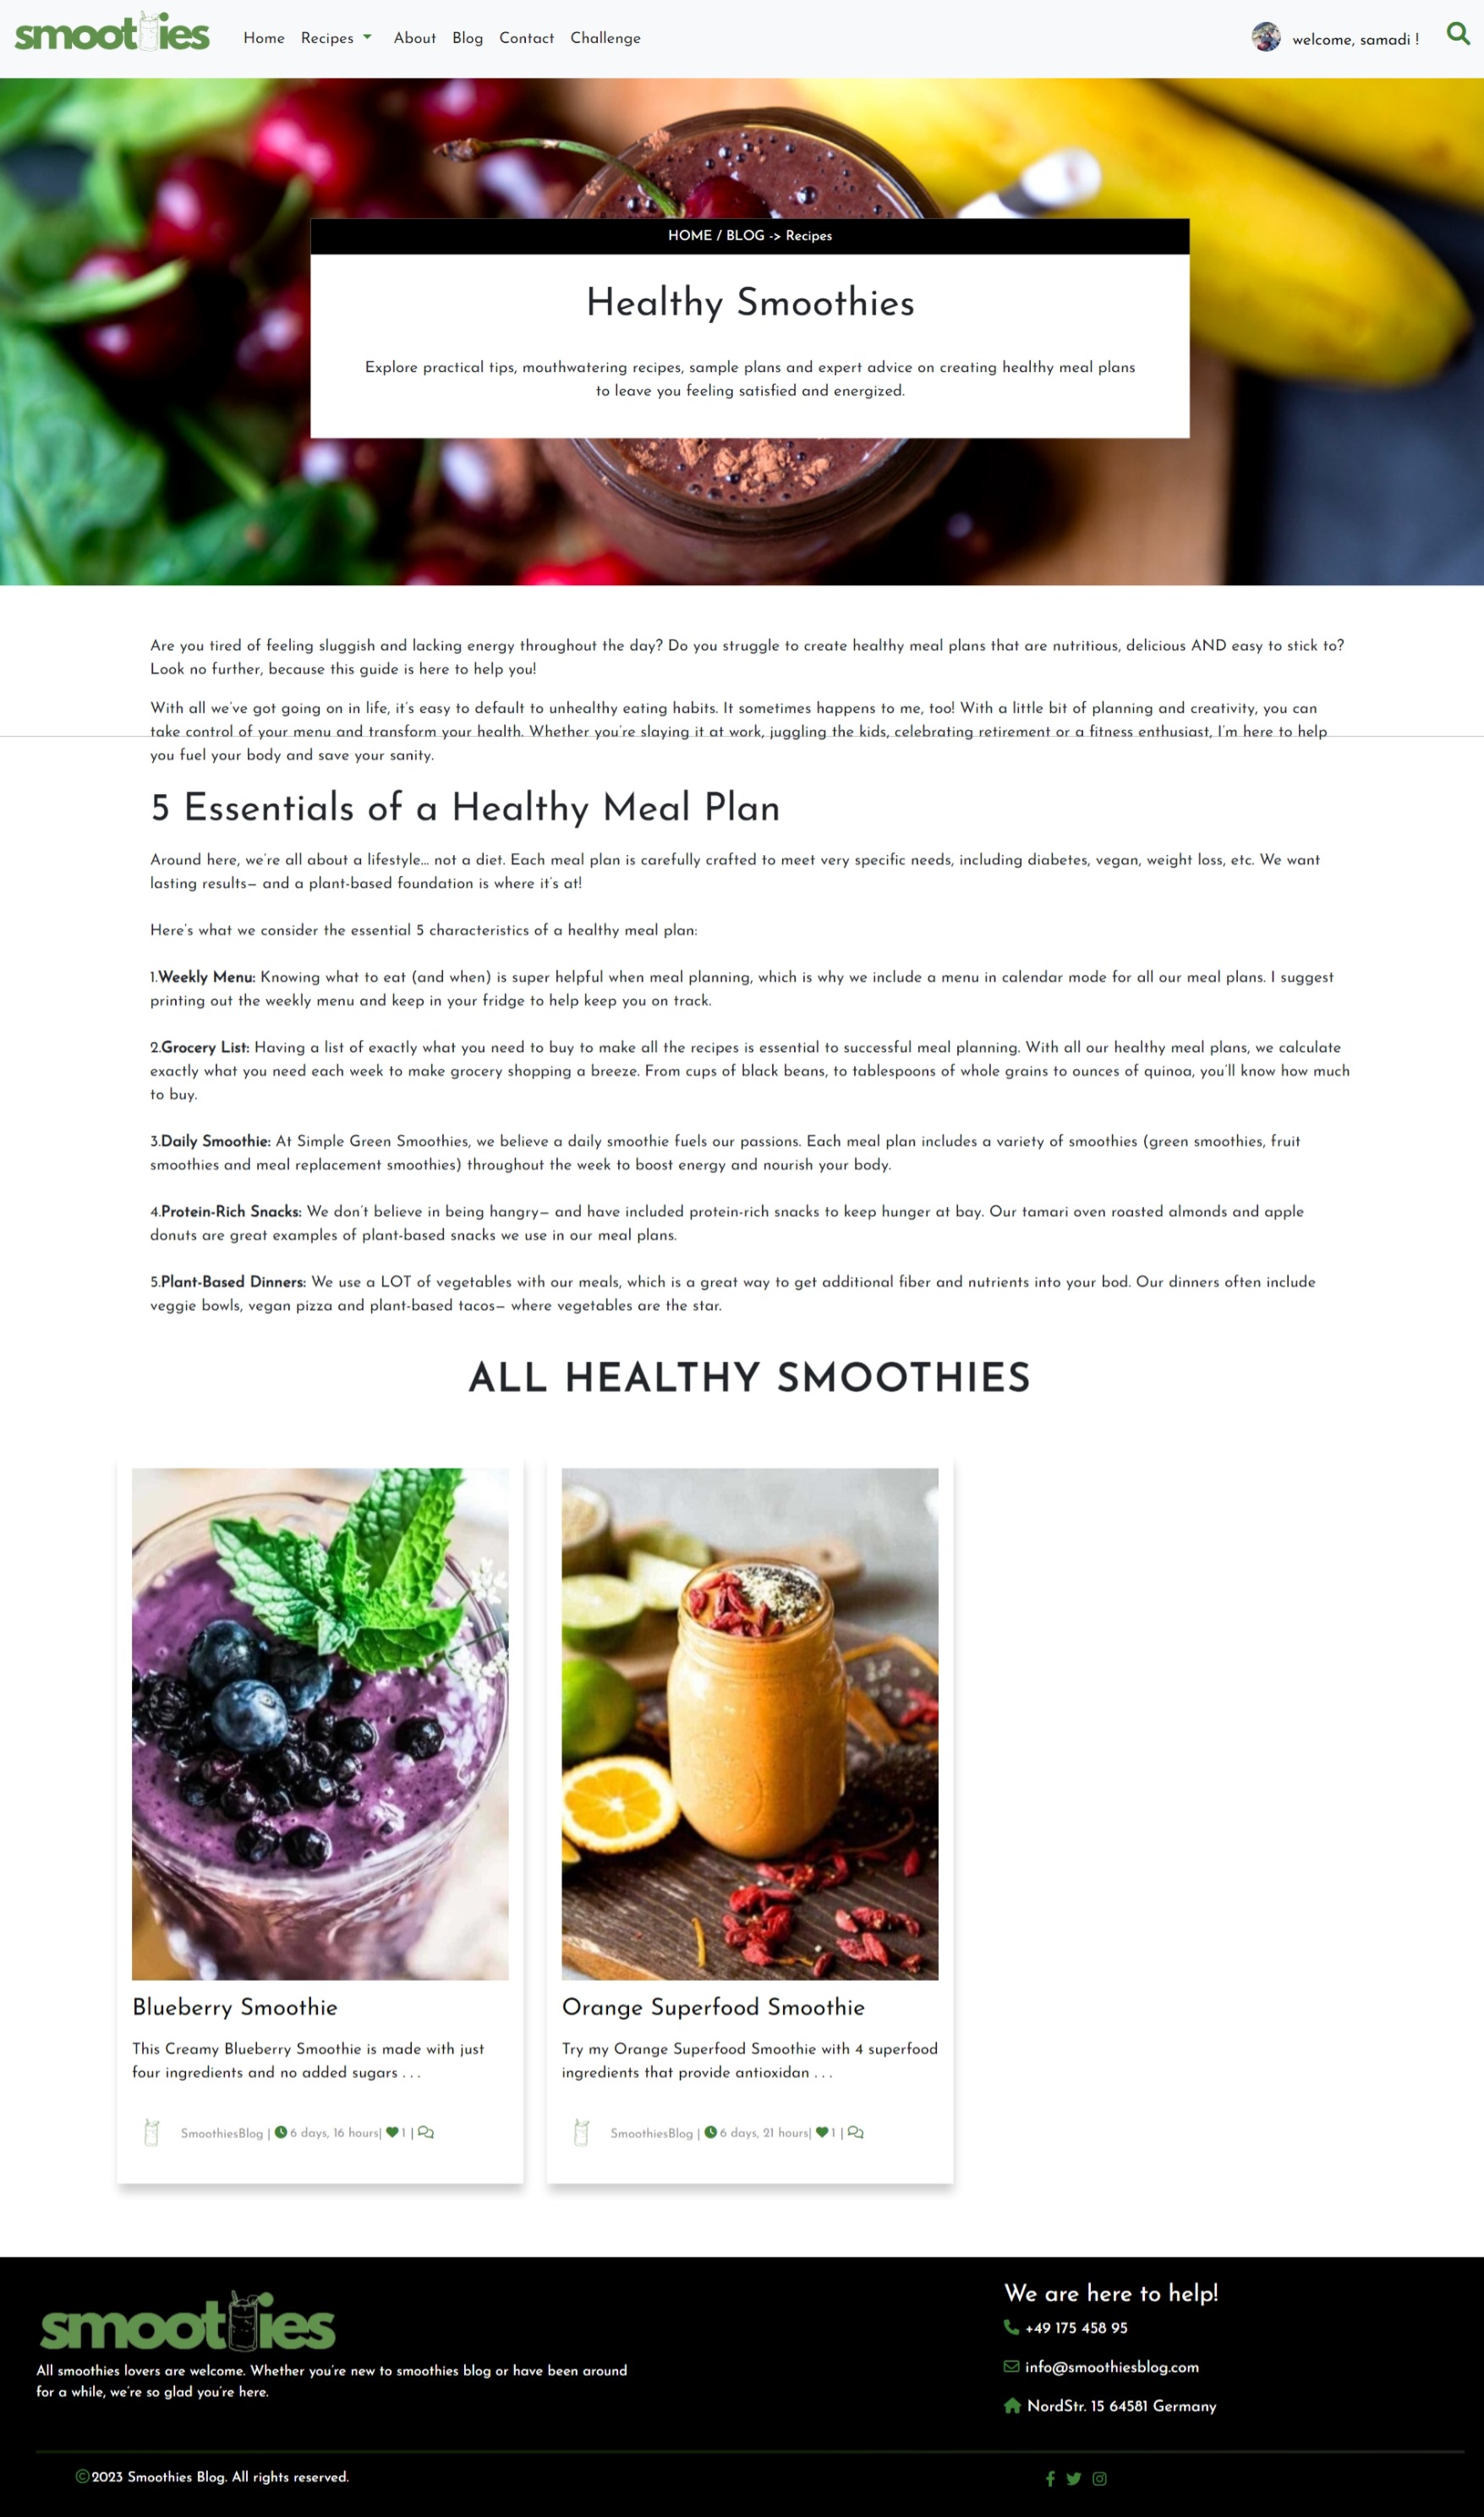 smoothies
Home Recipes About Blog Contact Challenge
welcome, samadi !
HOME / BLOG -> Recipes
Healthy Smoothies
Explore practical tips, mouthwatering recipes, sample plans and expert advice on creating healthy meal plans
to leave you feeling satisfied and energized.
Are you tired of feeling sluggish and lacking energy throughout the day? Do you struggle to create healthy meal plans that are nutritious, delicious AND easy to stick to?
Look no further, because this guide is here to help you!
With all we've got going on in life, it's easy to default to unhealthy eating habits. It sometimes happens to me, too! With a little bit of planning and creativity, you can
take control of your menu and transform your health. Whether you're slaying it at work, juggling the kids, celebrating retirement or a fitness enthusiast, I'm here to help
you fuel your body and save your sanity.
5 Essentials of a Healthy Meal Plan
Around here, we're all about a lifestyle... not a diet. Each meal plan is carefully crafted to meet very specific needs, including diabetes, vegan, weight loss, etc. We want
lasting results— and a plant-based foundation is where it's at!
Here's what we consider the essential 5 characteristics of a healthy meal plan:
1.Weekly Menu: Knowing what to eat (and when) is super helpful when meal planning, which is why we include a menu in calendar mode for all our meal plans. I suggest
printing out the weekly menu and keep in your fridge to help keep you on track.
2.Grocery List: Having a list of exactly what you need to buy to make all the recipes is essential to successful meal planning. With all our healthy meal plans, we calculate
exactly what you need each week to make grocery shopping a breeze. From cups of black beans, to tablespoons of whole grains to ounces of quinoa, you'll know how much
to buy.
3.Daily Smoothie: At Simple Green Smoothies, we believe a daily smoothie fuels our passions. Each meal plan includes a variety of smoothies (green smoothies, fruit
smoothies and meal replacement smoothies) throughout the week to boost energy and nourish your body.
4.Protein-Rich Snacks: We don't believe in being hangry— and have included protein-rich snacks to keep hunger at bay. Our tamari oven roasted almonds and apple
donuts are great examples of plant-based snacks we use in our meal plans.
5.Plant-Based Dinners: We use a LOT of vegetables with our meals, which is a great way to get additional fiber and nutrients into your bod. Our dinners often include
veggie bowls, vegan pizza and plant-based tacos— where vegetables are the star.
ALL HEALTHY SMOOTHIES
Blueberry Smoothie
This Creamy Blueberry Smoothie is made with just
four ingredients and no added sugars . . .
SmoothiesBlog | 6 days, 16 hours| 1 |
Orange Superfood Smoothie
Try my Orange Superfood Smoothie with 4 superfood
ingredients that provide antioxidan . . .
SmoothiesBlog | 6 days, 21 hours| 1 |
smoothies
All smoothies lovers are welcome. Whether you're new to smoothies blog or have been around
for a while, we're so glad you're here.
We are here to help!
+49 175 458 95
info@smoothiesblog.com
NordStr. 15 64581 Germany
©2023 Smoothies Blog. All rights reserved.